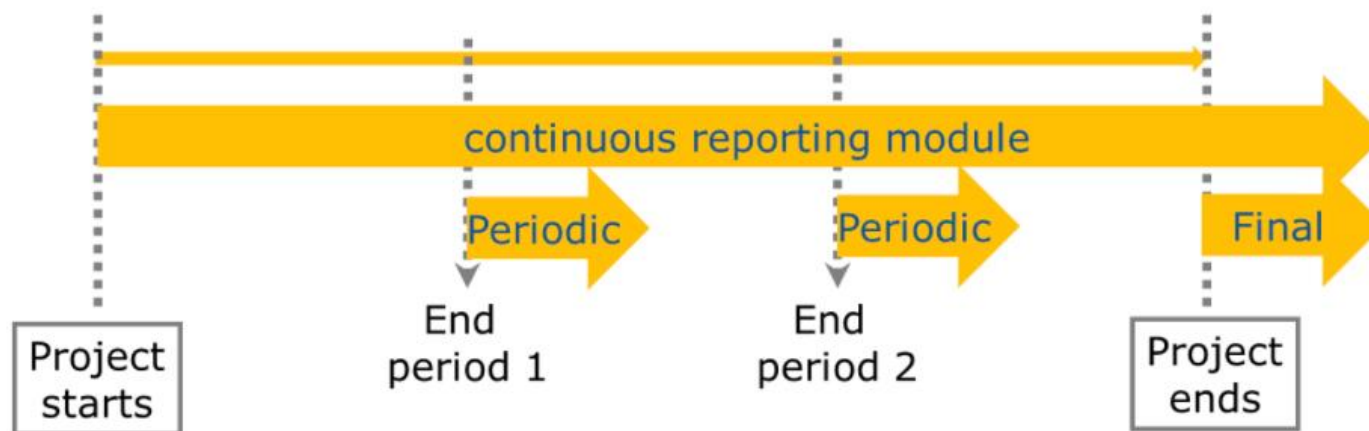 continuous reporting module
Periodic
Periodic
Final
Project
starts
End
period 1
End
period 2
Project
ends